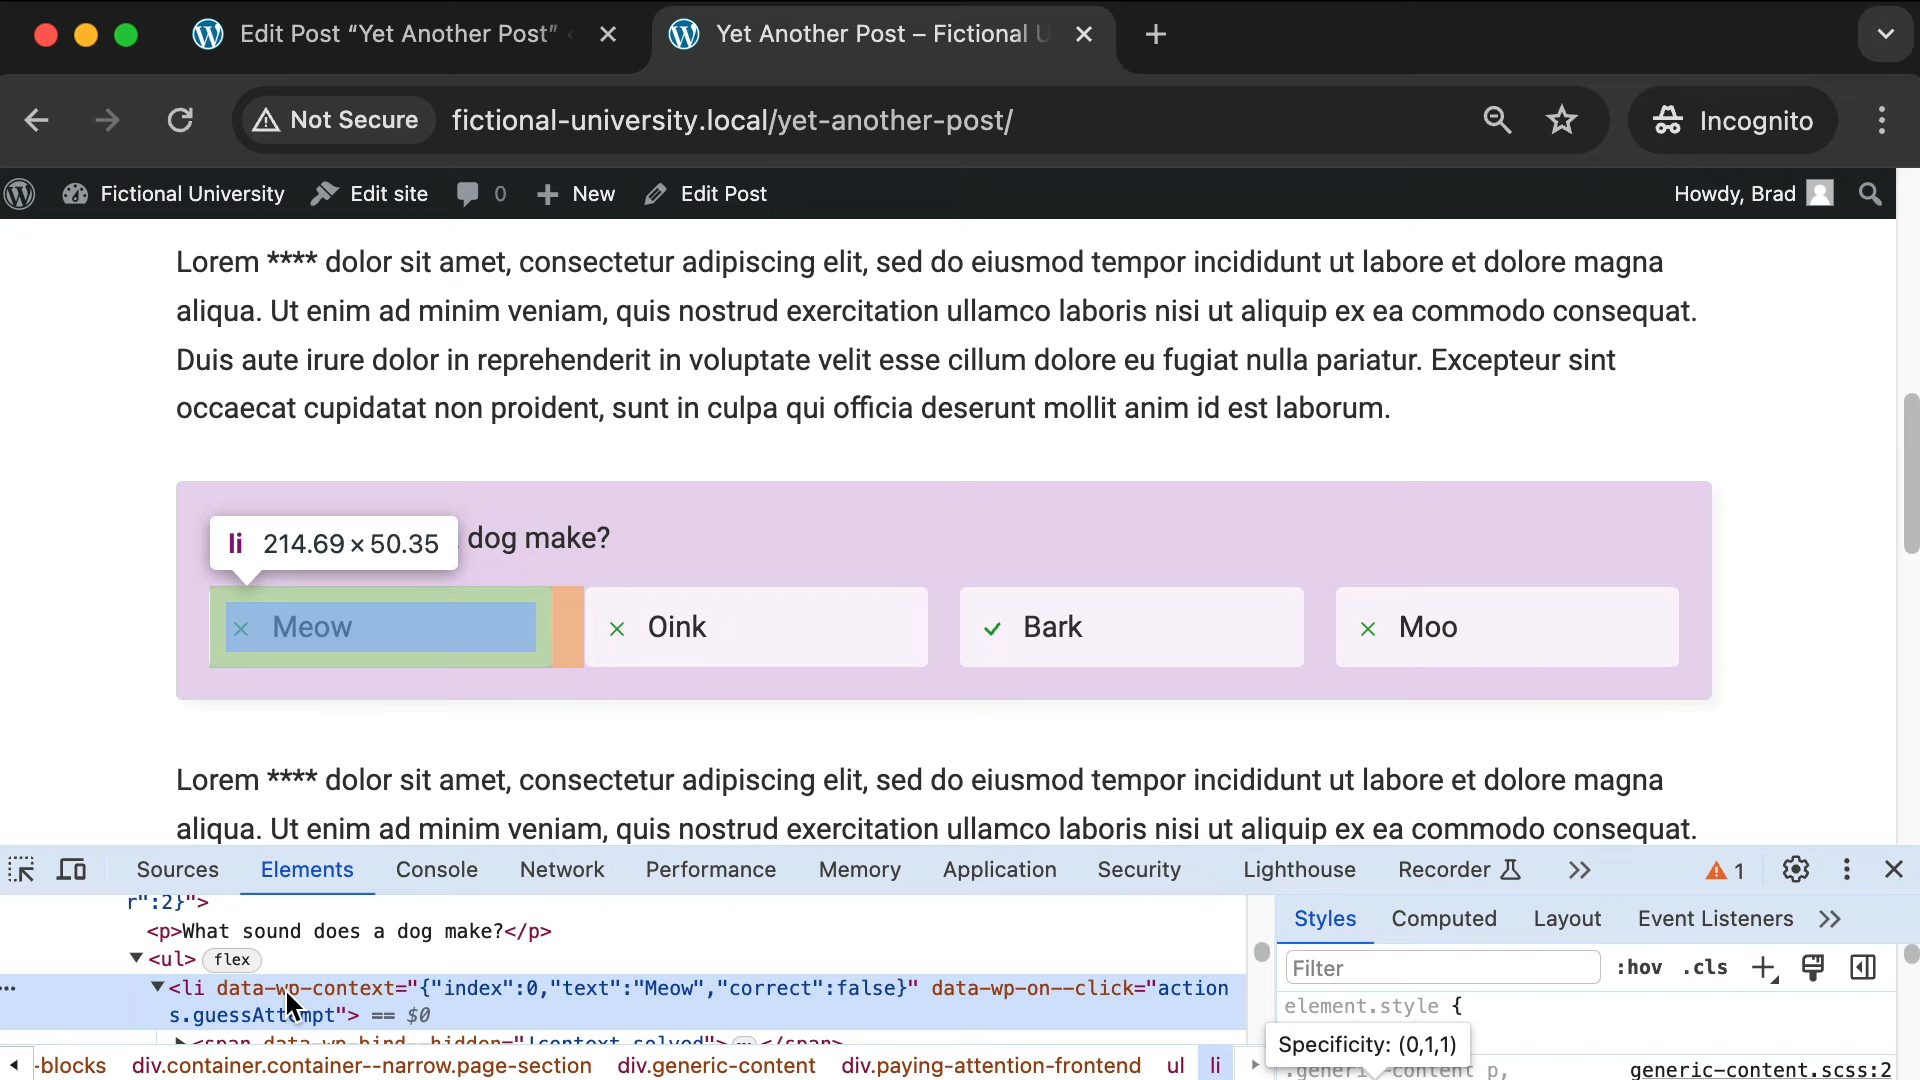 Edit Post “Yet Another Post”
Yet Another Post – Fictional U
Not Secure
fictional-university.local/yet-another-post/
Incognito
Fictional University
Edit site
0
New
Edit Post
Howdy, Brad
Lorem **** dolor sit amet, consectetur adipiscing elit, sed do eiusmod tempor incididunt ut labore et dolore magna
aliqua. Ut enim ad minim veniam, quis nostrud exercitation ullamco laboris nisi ut aliquip ex ea commodo consequat.
Duis aute irure dolor in reprehenderit in voluptate velit esse cillum dolore eu fugiat nulla pariatur. Excepteur sint
occaecat cupidatat non proident, sunt in culpa qui officia deserunt mollit anim id est laborum.
li 214.69 × 50.35
dog make?
Meow
Oink
Bark
Moo
Lorem **** dolor sit amet, consectetur adipiscing elit, sed do eiusmod tempor incididunt ut labore et dolore magna
aliqua. Ut enim ad minim veniam, quis nostrud exercitation ullamco laboris nisi ut aliquip ex ea commodo consequat.
Sources
Elements
Console
Network
Performance
Memory
Application
Security
Lighthouse
Recorder
1
r":2}">
<p>What sound does a dog make?</p>
<ul> flex
<li data-wp-context="{"index":0,"text":"Meow","correct":false}" data-wp-on--click="action
s.guessAttempt"> == $0
<span data-wp-bind--hidden="!context.solved">…</span>
Styles
Computed
Layout
Event Listeners
Filter
:hov
.cls
element.style {
Specificity: (0,1,1)
.generic-content p,
generic-content.scss:2
-blocks
div.container.container--narrow.page-section
div.generic-content
div.paying-attention-frontend
ul
li